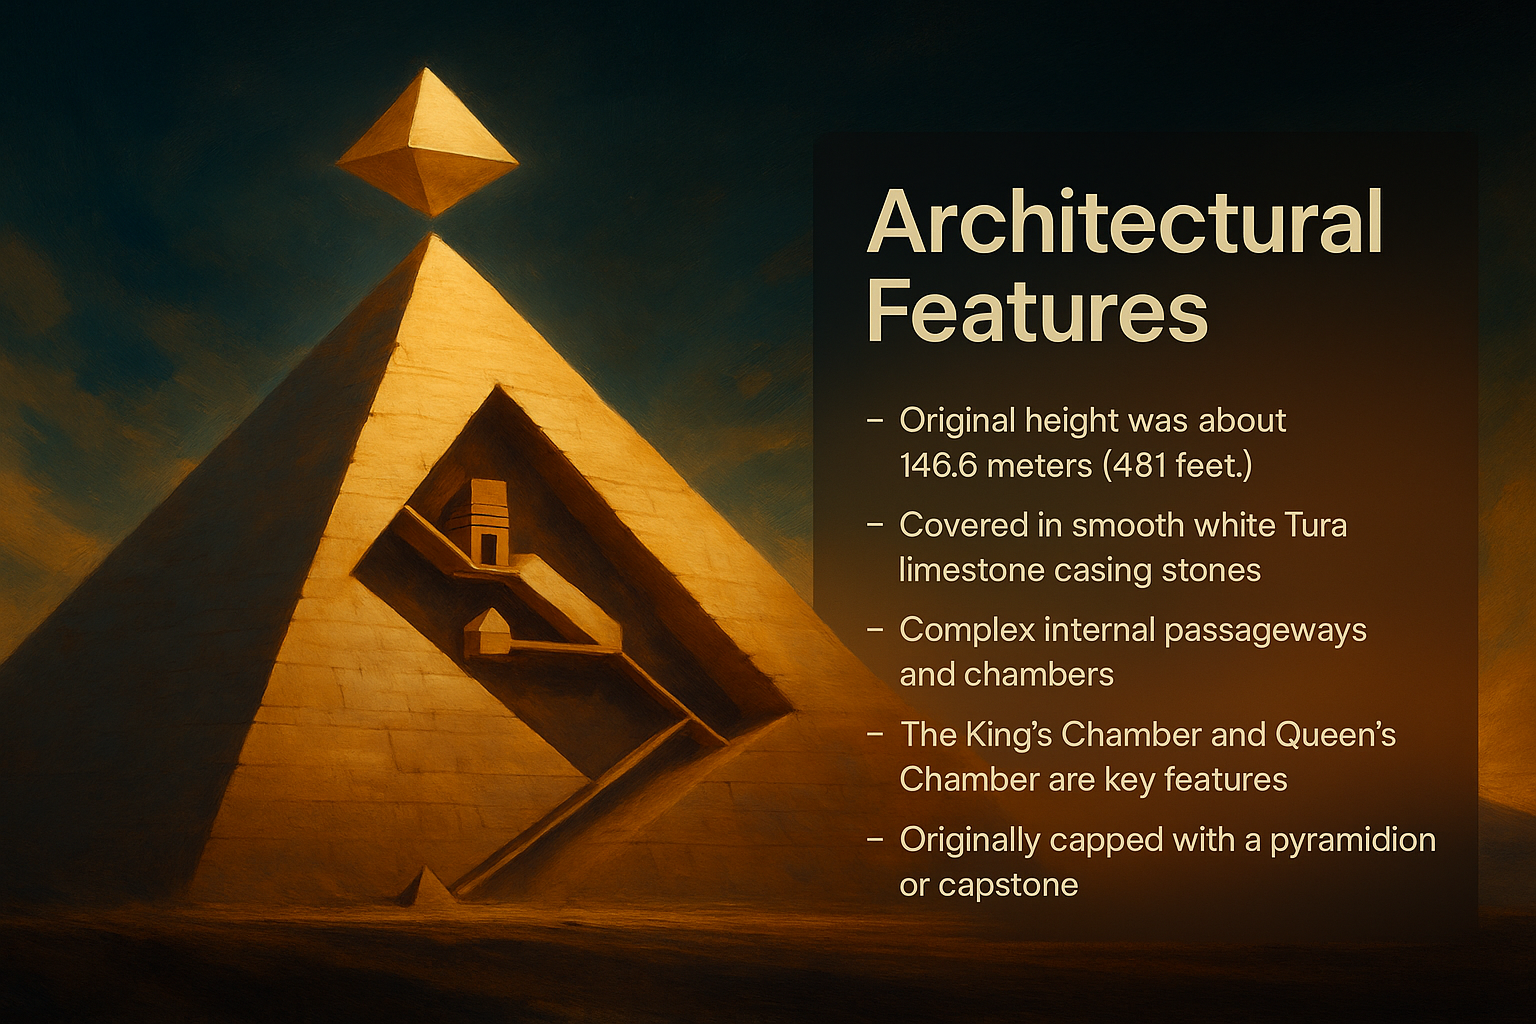 Architectural
Features
– Original height was about
146.6 meters (481 feet.)
– Covered in smooth white Tura
limestone casing stones
– Complex internal passageways
and chambers
– The King’s Chamber and Queen’s
Chamber are key features
– Originally capped with a pyramidion
or capstone